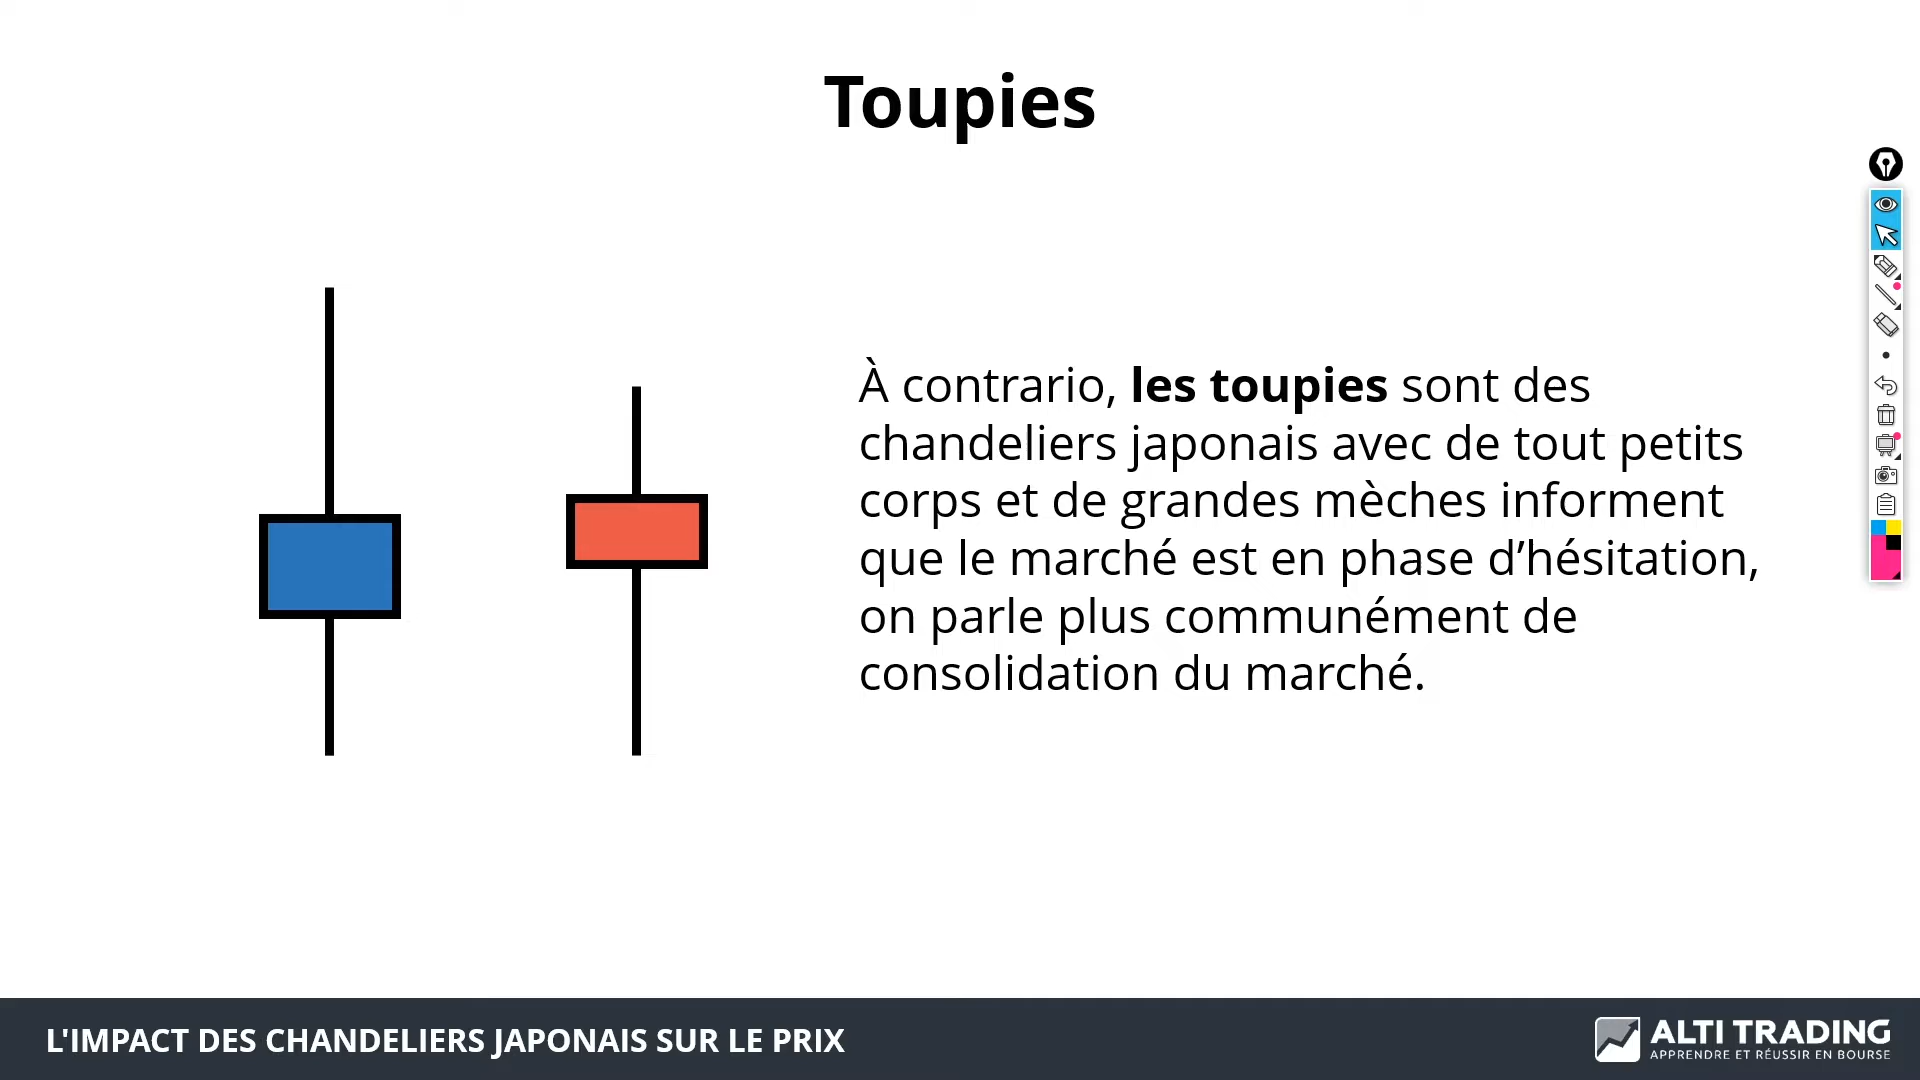 Toupies
À contrario, les toupies sont des
chandeliers japonais avec de tout petits
corps et de grandes mèches informent
que le marché est en phase d’hésitation,
on parle plus communément de
consolidation du marché.
L'IMPACT DES CHANDELIERS JAPONAIS SUR LE PRIX
ALTI TRADING
APPRENDRE ET RÉUSSIR EN BOURSE